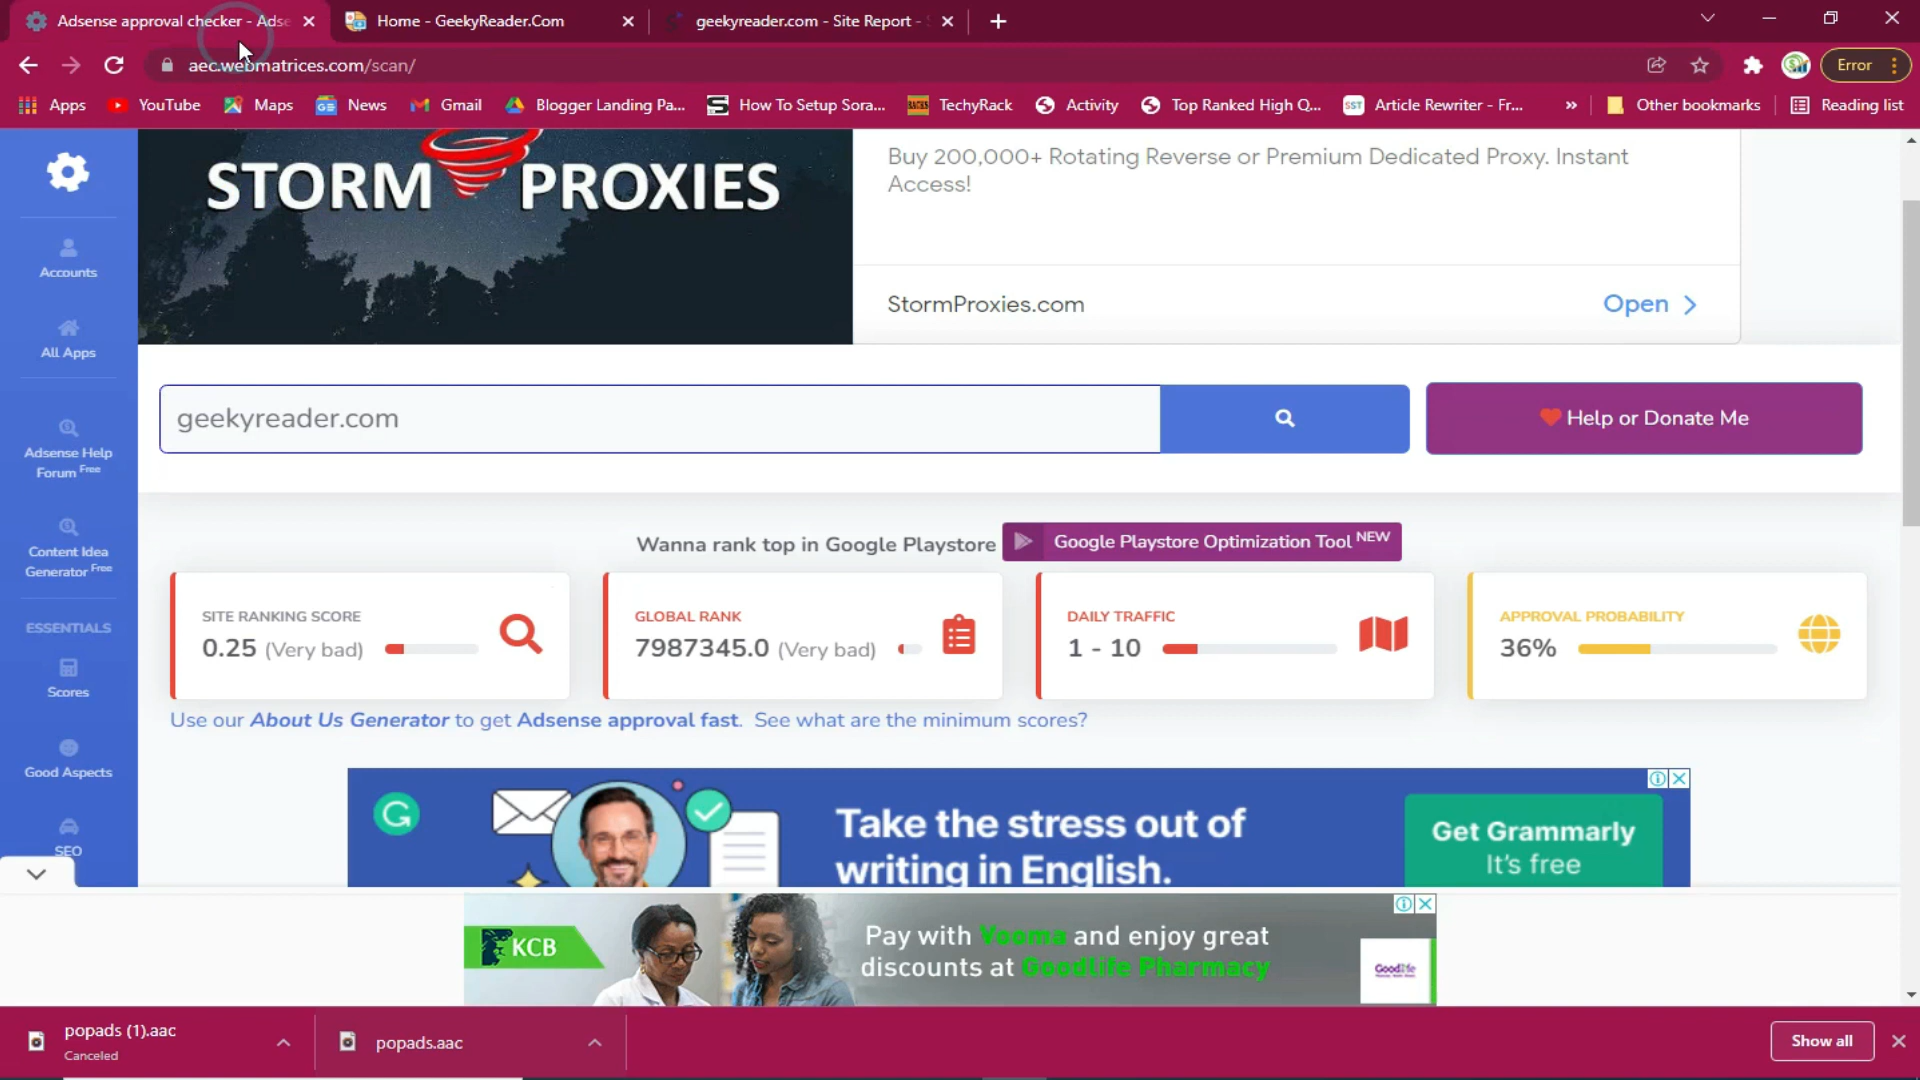 Adsense approval checker - Adse
Home - GeekyReader.Com
geekyreader.com - Site Report -
aec.webmatrices.com/scan/
Error
Apps
YouTube
Maps
News
Gmail
Blogger Landing Pa...
How To Setup Sora...
TechyRack
Activity
Top Ranked High Q...
SST
Article Rewriter - Fr...
»
Other bookmarks
Reading list
STORM PROXIES
Buy 200,000+ Rotating Reverse or Premium Dedicated Proxy. Instant
Access!
StormProxies.com
Open
Accounts
All Apps
Adsense Help
Forum Free
Content Idea
Generator Free
ESSENTIALS
Scores
Good Aspects
SEO
geekyreader.com
Help or Donate Me
Wanna rank top in Google Playstore
Google Playstore Optimization Tool NEW
SITE RANKING SCORE
0.25 (Very bad)
GLOBAL RANK
7987345.0 (Very bad)
DAILY TRAFFIC
1 - 10
APPROVAL PROBABILITY
36%
Use our About Us Generator to get Adsense approval fast. See what are the minimum scores?
G
Take the stress out of
writing in English.
Get Grammarly
It's free
KCB
Pay with Vooma and enjoy great
discounts at Goodlife Pharmacy
Goodlife
popads (1).aac
Canceled
popads.aac
Show all